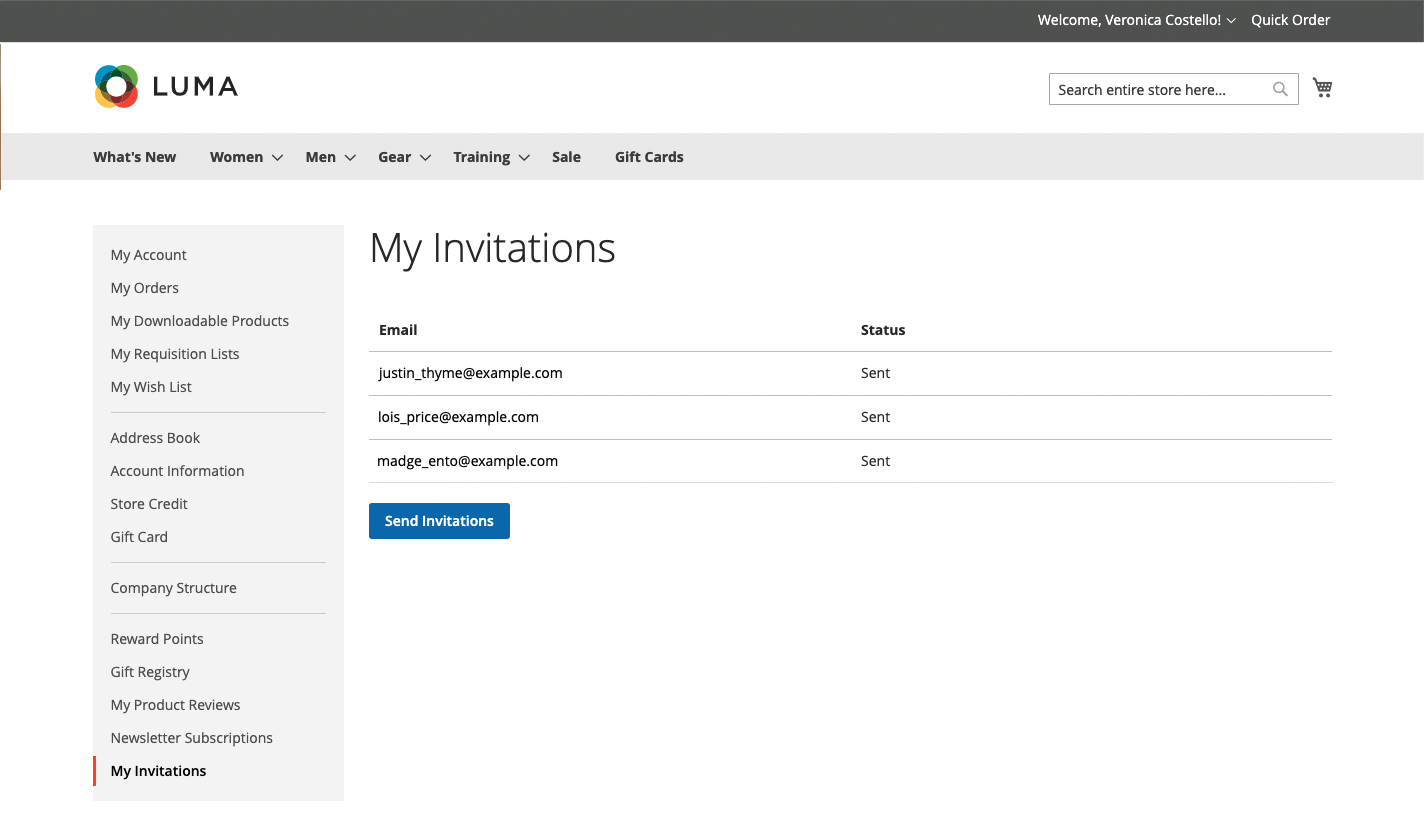 Welcome, Veronica Costello! Quick Order
LUMA
Search entire store here...
What's New Women Men Gear Training Sale Gift Cards
My Account
My Orders
My Downloadable Products
My Requisition Lists
My Wish List
Address Book
Account Information
Store Credit
Gift Card
Company Structure
Reward Points
Gift Registry
My Product Reviews
Newsletter Subscriptions
My Invitations
My Invitations
Email Status
justin_thyme@example.com Sent
lois_price@example.com Sent
madge_ento@example.com Sent
Send Invitations